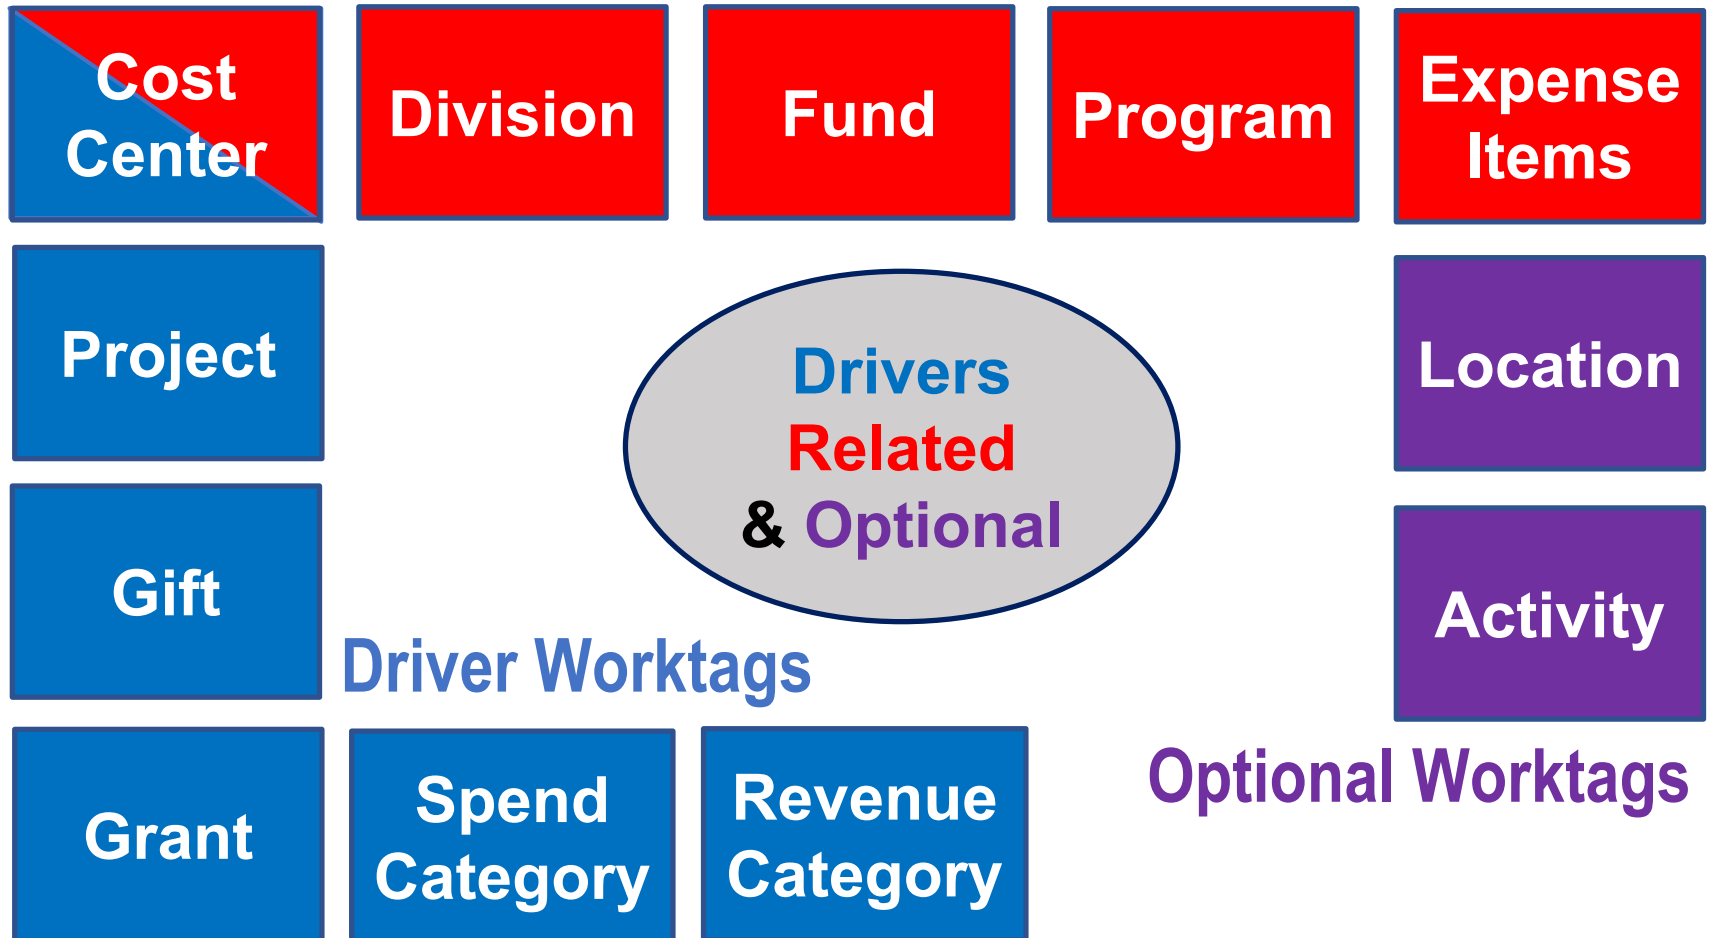 Cost
Center
Division
Fund
Program
Expense
Items
Project
Drivers
Related
& Optional
Location
Gift
Activity
Driver Worktags
Optional Worktags
Grant
Spend
Category
Revenue
Category